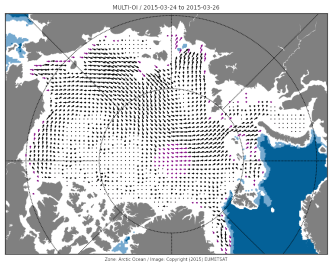 MULTI-OI / 2015-03-24 to 2015-03-26
Zone: Arctic Ocean / Image: Copyright (2015) EUMETSAT